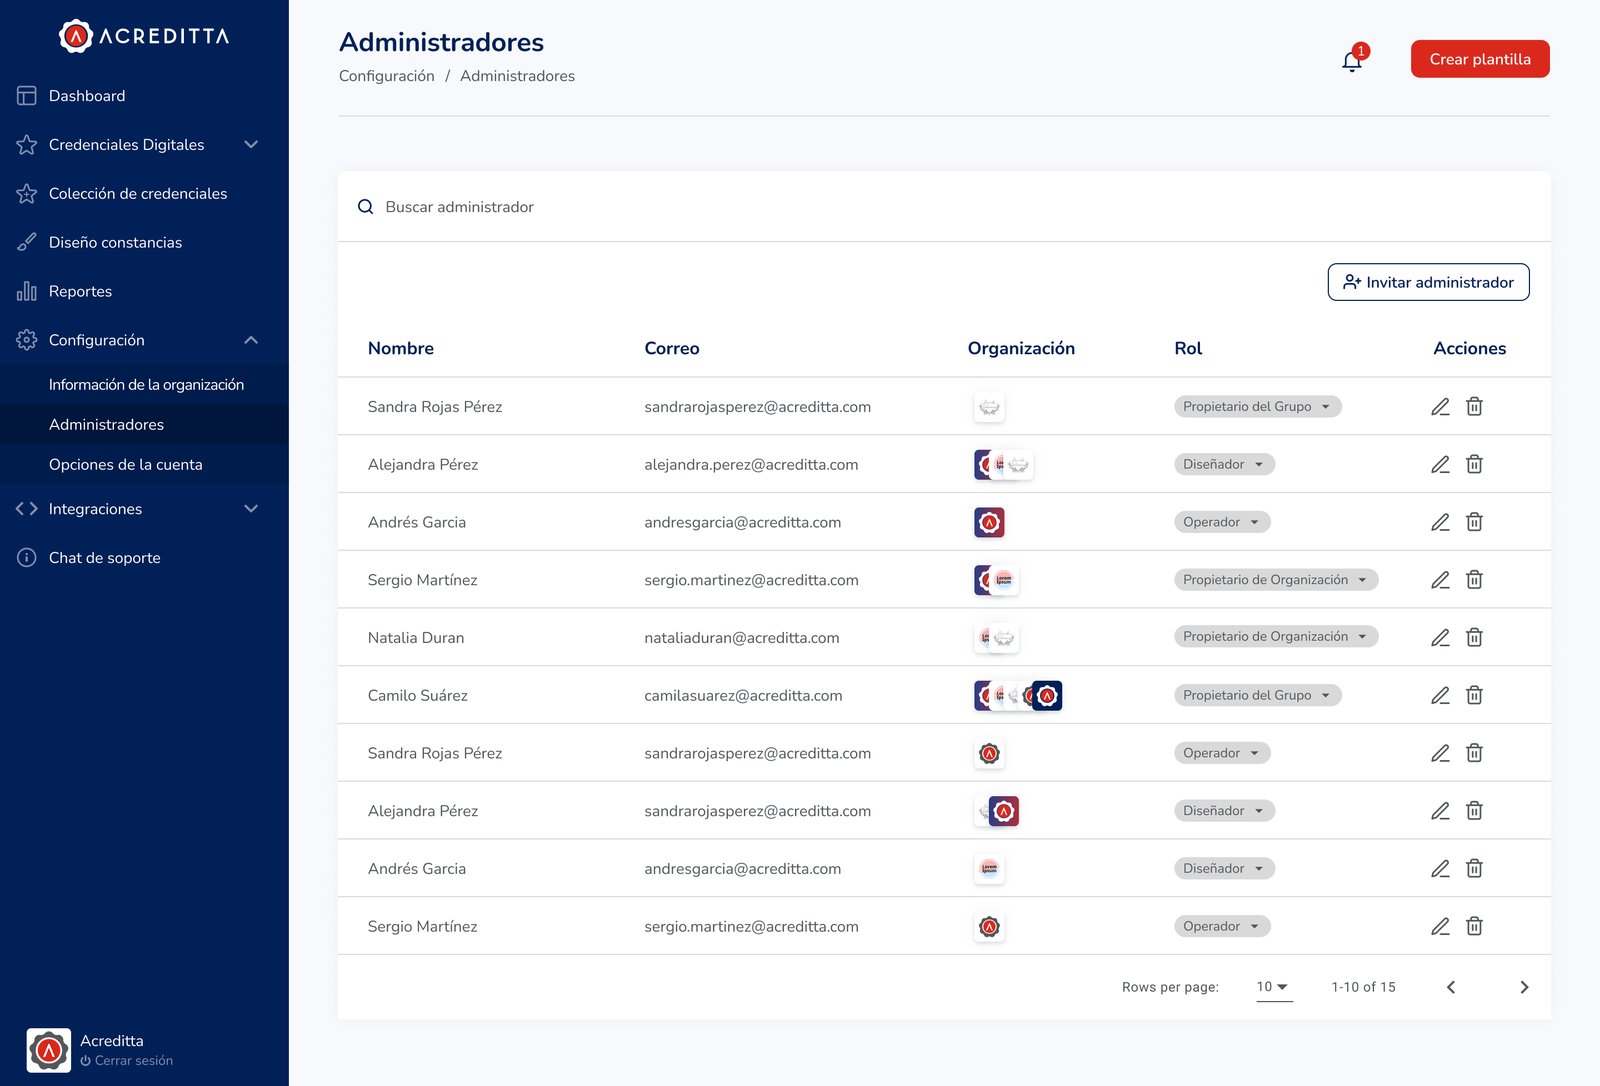 ACREDITTA
Dashboard
Credenciales Digitales
Colección de credenciales
Diseño constancias
Reportes
Configuración
Información de la organización
Administradores
Opciones de la cuenta
Integraciones
Chat de soporte
Acreditta
Cerrar sesión
Administradores
Configuración / Administradores
1
Crear plantilla
Buscar administrador
Invitar administrador
Nombre Correo Organización Rol Acciones
Sandra Rojas Pérez sandrarojasperez@acreditta.com Propietario del Grupo
Alejandra Pérez alejandra.perez@acreditta.com Diseñador
Andrés Garcia andresgarcia@acreditta.com Operador
Sergio Martínez sergio.martinez@acreditta.com Lorem Ipsum Propietario de Organización
Natalia Duran nataliaduran@acreditta.com Propietario de Organización
Camilo Suárez camilasuarez@acreditta.com Propietario del Grupo
Sandra Rojas Pérez sandrarojasperez@acreditta.com Operador
Alejandra Pérez sandrarojasperez@acreditta.com Diseñador
Andrés Garcia andresgarcia@acreditta.com Lorem Ipsum Diseñador
Sergio Martínez sergio.martinez@acreditta.com Operador
Rows per page: 10 1-10 of 15